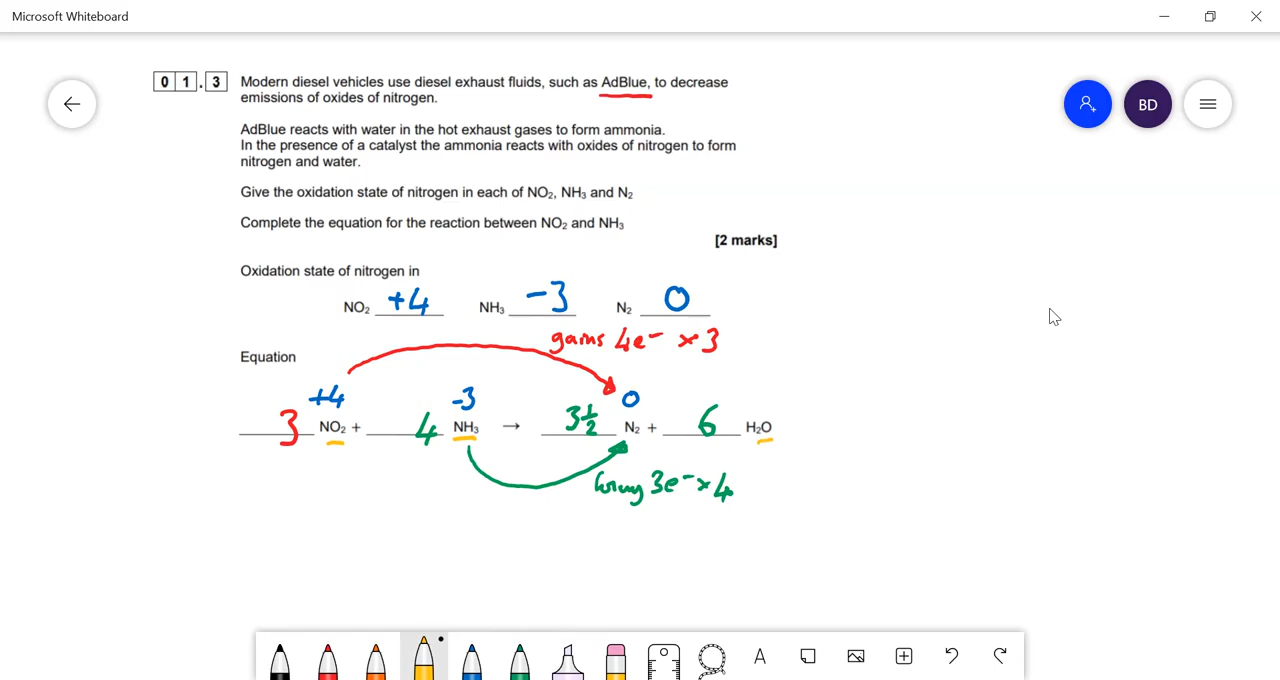 Microsoft Whiteboard
0 1 . 3 Modern diesel vehicles use diesel exhaust fluids, such as AdBlue, to decrease
emissions of oxides of nitrogen.
BD
AdBlue reacts with water in the hot exhaust gases to form ammonia.
In the presence of a catalyst the ammonia reacts with oxides of nitrogen to form
nitrogen and water.
Give the oxidation state of nitrogen in each of NO₂, NH₃ and N₂
Complete the equation for the reaction between NO₂ and NH₃
[2 marks]
Oxidation state of nitrogen in
NO₂ +4 NH₃ -3 N₂ 0
gains 4e⁻ × 3
Equation
+4 -3 0
3 NO₂ + 4 NH₃ → 3½ N₂ + 6 H₂O
3e⁻ × 4
A